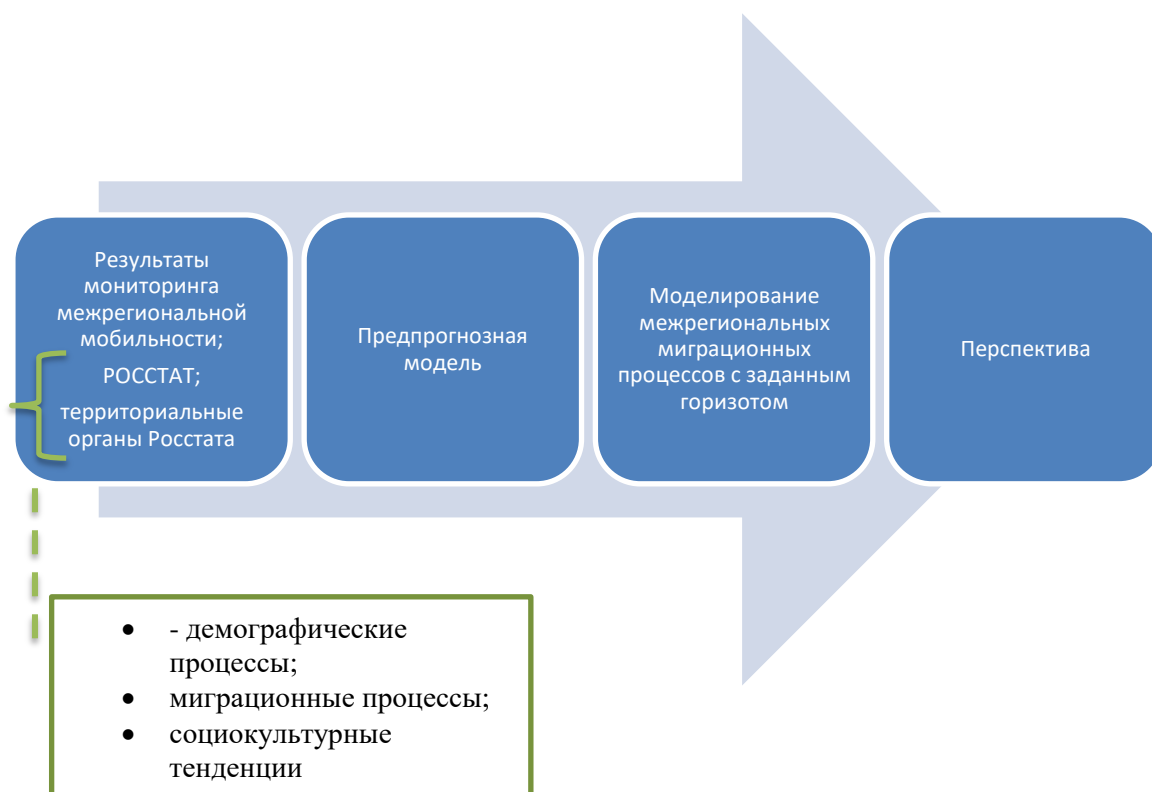 Результаты
мониторинга
межрегиональной
мобильности;
РОССТАТ;
территориальные
органы Росстата
Предпрогнозная
модель
Моделирование
межрегиональных
миграционных
процессов с заданным
горизотом
Перспектива
• - демографические
процессы;
• миграционные процессы;
• социокультурные
тенденции